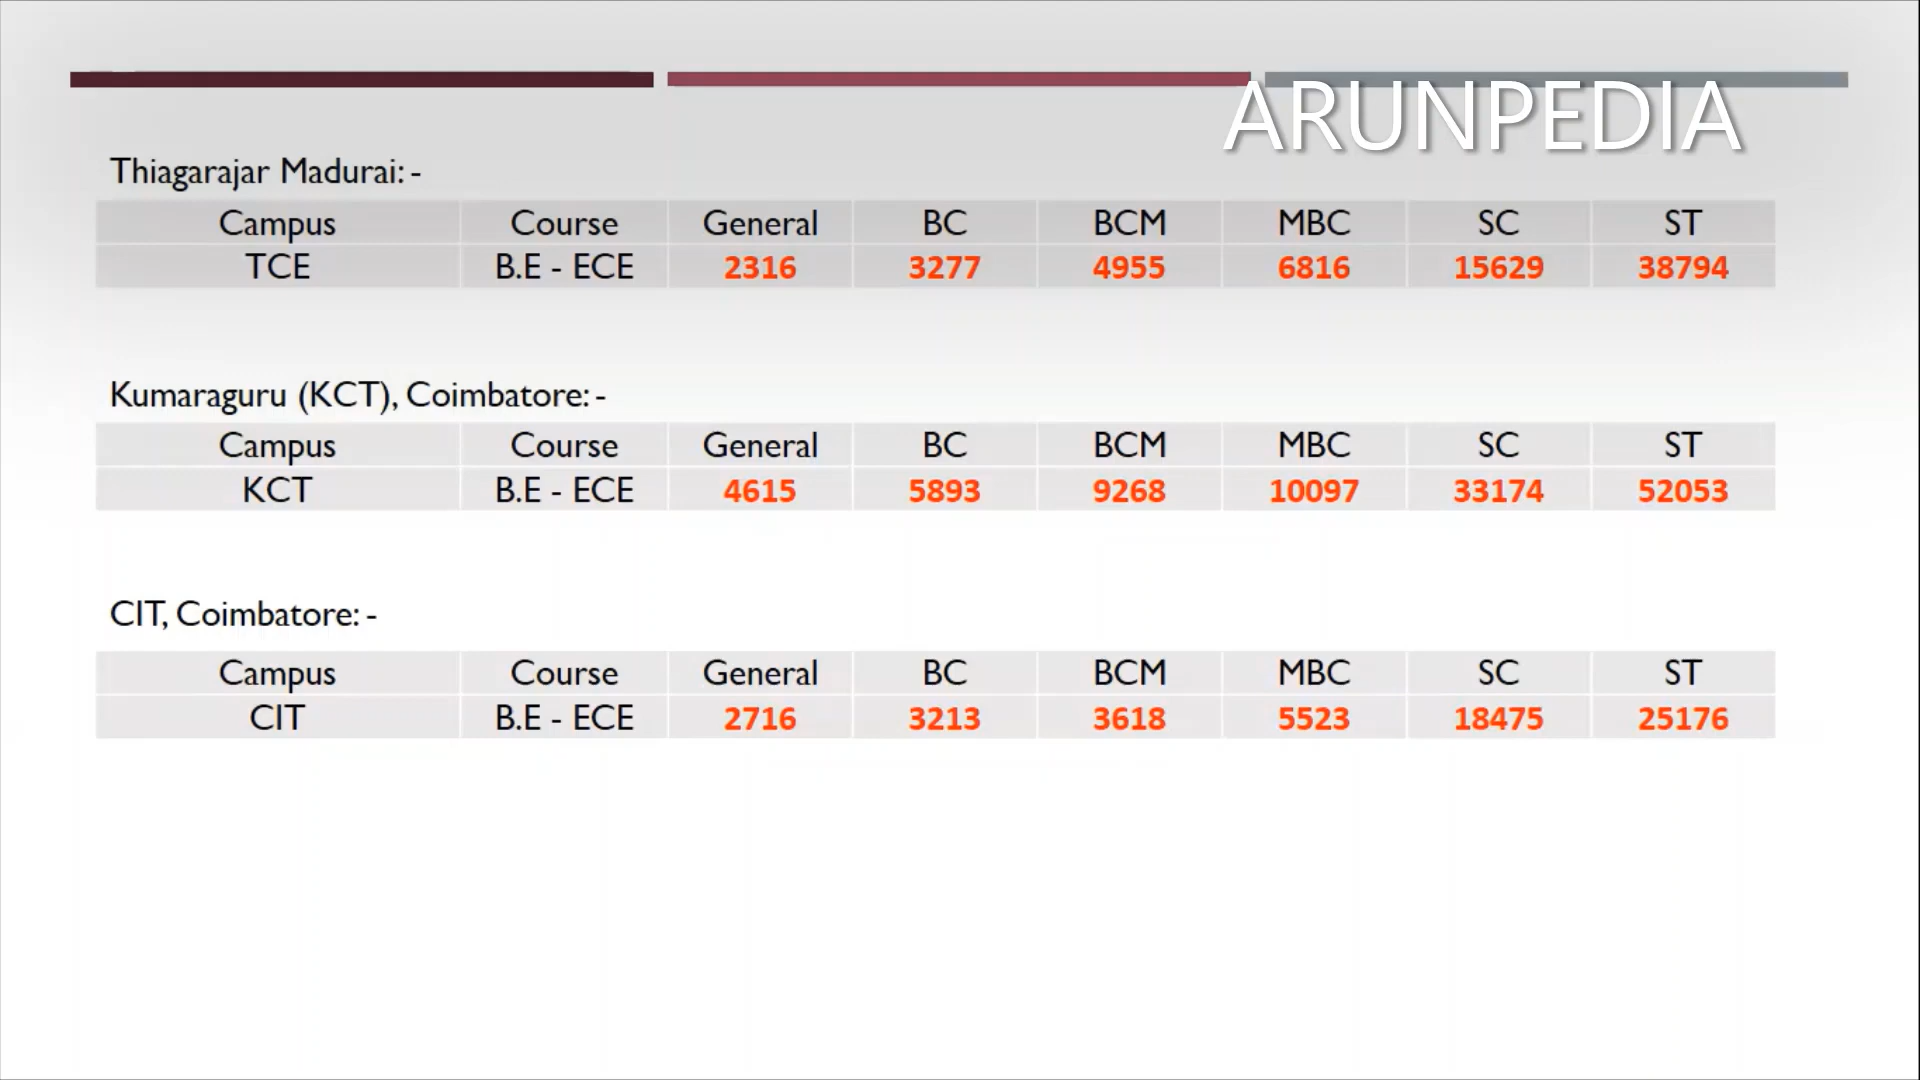 ARUNPEDIA
Thiagarajar Madurai: -
Campus Course General BC BCM MBC SC ST
TCE B.E - ECE 2316 3277 4955 6816 15629 38794
Kumaraguru (KCT), Coimbatore: -
Campus Course General BC BCM MBC SC ST
KCT B.E - ECE 4615 5893 9268 10097 33174 52053
CIT, Coimbatore: -
Campus Course General BC BCM MBC SC ST
CIT B.E - ECE 2716 3213 3618 5523 18475 25176